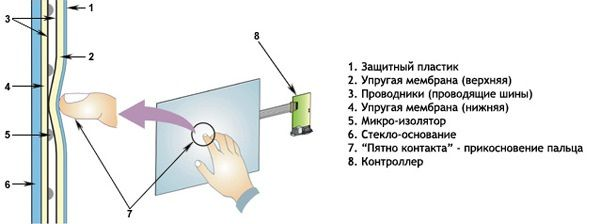 1
3
2
4
5
6
7
8
1. Защитный пластик
2. Упругая мембрана (верхняя)
3. Проводники (проводящие шины)
4. Упругая мембрана (нижняя)
5. Микро-изолятор
6. Стекло-основание
7. "Пятно контакта" - прикосновение пальца
8. Контроллер